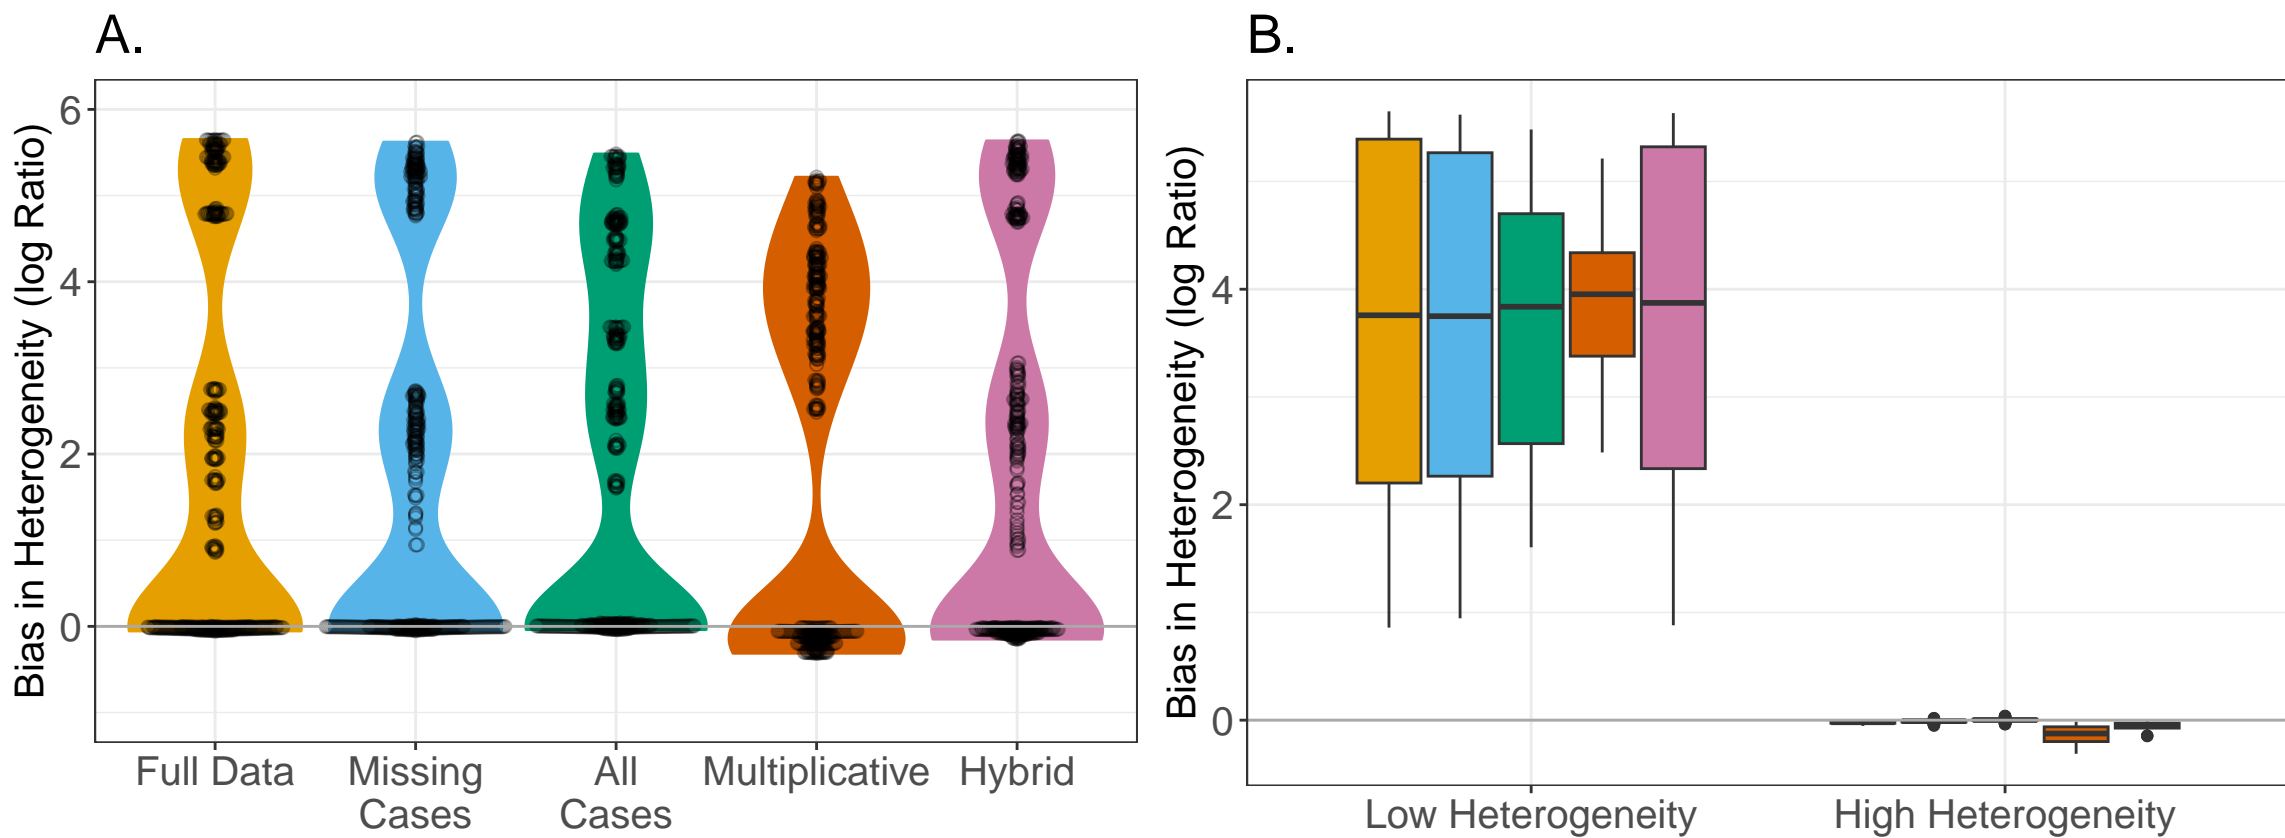 A.
Bias in Heterogeneity (log Ratio)
6
4
2
0
Full Data
Missing
Cases
All
Cases
Multiplicative
Hybrid
B.
Bias in Heterogeneity (log Ratio)
4
2
0
Low Heterogeneity
High Heterogeneity